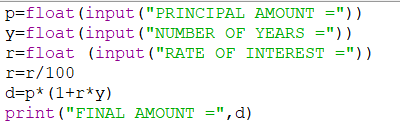 p=float(input("PRINCIPAL AMOUNT ="))
y=float(input("NUMBER OF YEARS ="))
r=float (input("RATE OF INTEREST ="))
r=r/100
d=p*(1+r*y)
print("FINAL AMOUNT =",d)